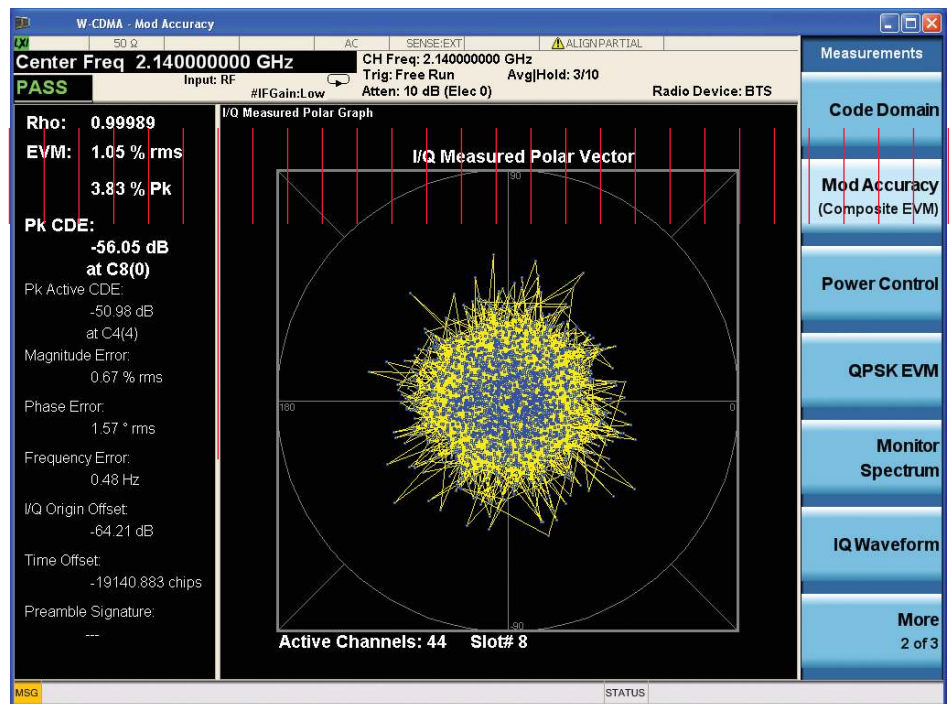 W-CDMA - Mod Accuracy
LXI 50 Ω AC SENSE:EXT ALIGN PARTIAL
Center Freq 2.140000000 GHz
PASS
Input: RF
#IFGain:Low
CH Freq: 2.140000000 GHz
Trig: Free Run Avg|Hold: 3/10
Atten: 10 dB (Elec 0) Radio Device: BTS
Rho: 0.99989
EVM: 1.05 % rms
3.83 % Pk
Pk CDE:
-56.05 dB
at C8(0)
Pk Active CDE:
-50.98 dB
at C4(4)
Magnitude Error:
0.67 % rms
Phase Error:
1.57 ° rms
Frequency Error:
0.48 Hz
I/Q Origin Offset:
-64.21 dB
Time Offset:
-19140.883 chips
Preamble Signature:
---
I/Q Measured Polar Graph
I/Q Measured Polar Vector
90
180
0
-90
Active Channels: 44 Slot# 8
Measurements
Code Domain
Mod Accuracy
(Composite EVM)
Power Control
QPSK EVM
Monitor
Spectrum
IQ Waveform
More
2 of 3
MSG
STATUS